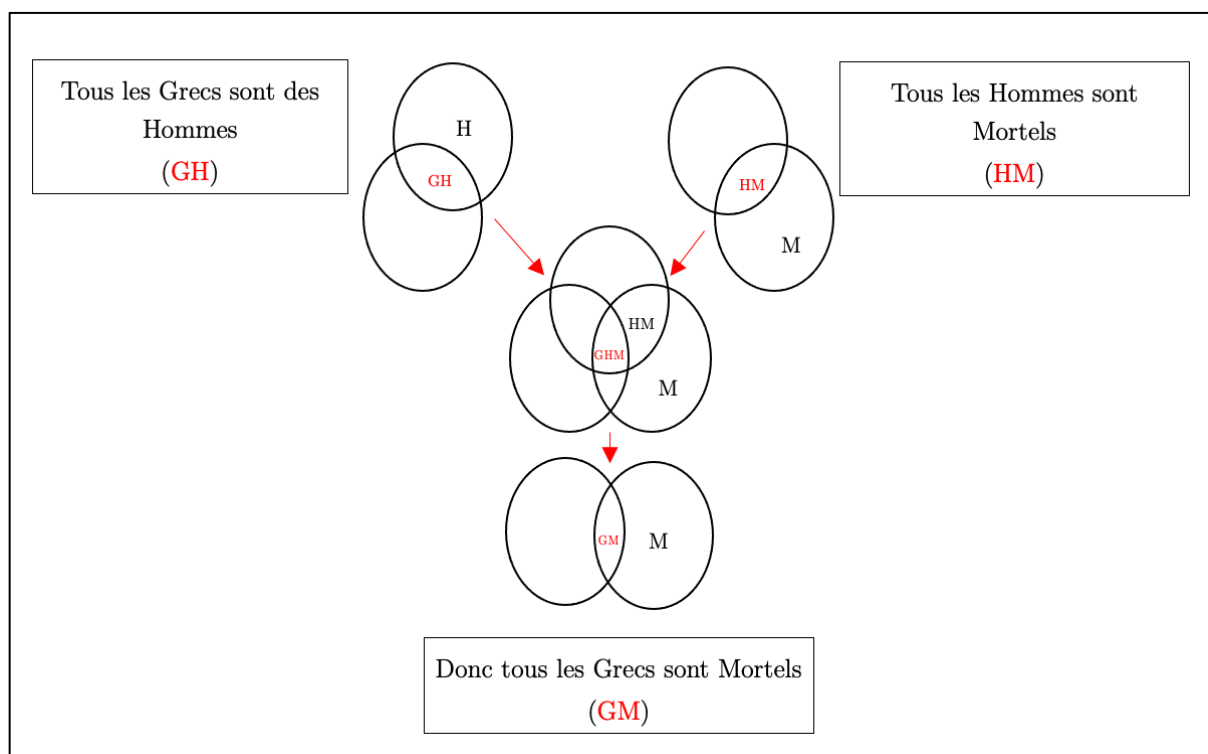 Tous les Grecs sont des
Hommes
(GH)
H
GH
Tous les Hommes sont
Mortels
(HM)
HM
M
HM
GHM
M
GM
M
Donc tous les Grecs sont Mortels
(GM)